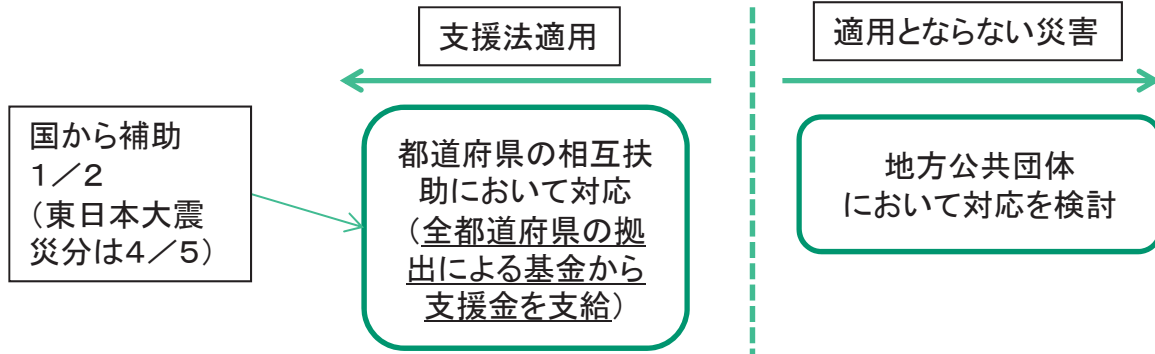 支援法適用
適用とならない災害
国から補助
１／２
（東日本大震
災分は４／５）
都道府県の相互扶
助において対応
（全都道府県の拠
出による基金から
支援金を支給）
地方公共団体
において対応を検討